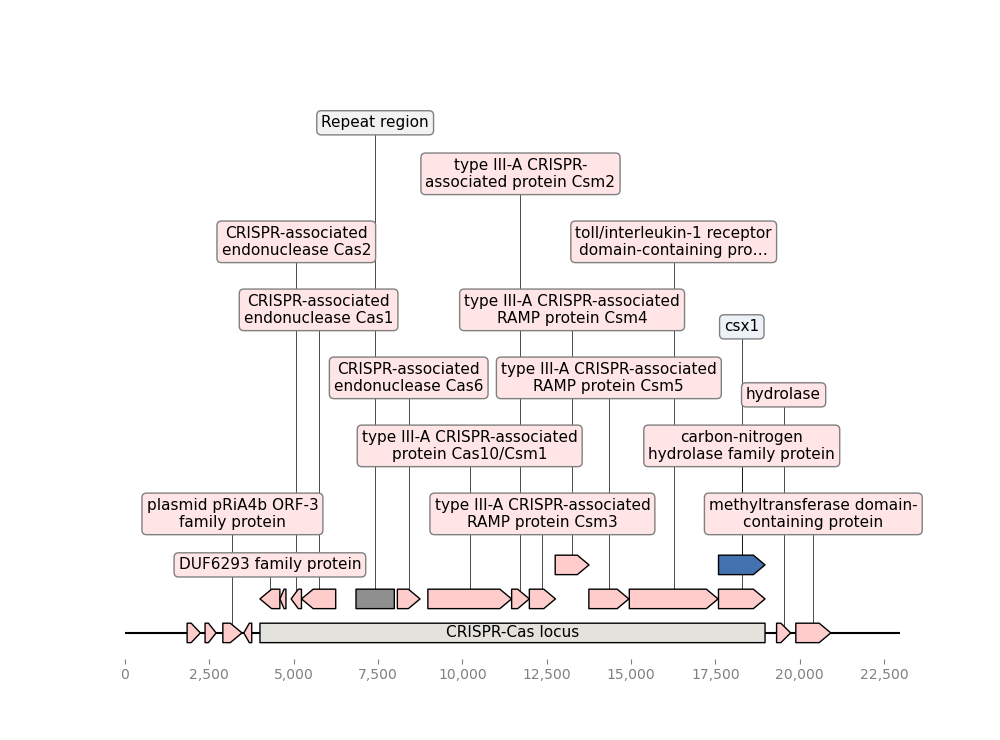 Repeat region
type III-A CRISPR-
associated protein Csm2
CRISPR-associated
endonuclease Cas2
toll/interleukin-1 receptor
domain-containing pro...
CRISPR-associated
endonuclease Cas1
type III-A CRISPR-associated
RAMP protein Csm4
csx1
CRISPR-associated
endonuclease Cas6
type III-A CRISPR-associated
RAMP protein Csm5
hydrolase
type III-A CRISPR-associated
protein Cas10/Csm1
carbon-nitrogen
hydrolase family protein
plasmid pRiA4b ORF-3
family protein
type III-A CRISPR-associated
RAMP protein Csm3
methyltransferase domain-
containing protein
DUF6293 family protein
CRISPR-Cas locus
0 2,500 5,000 7,500 10,000 12,500 15,000 17,500 20,000 22,500